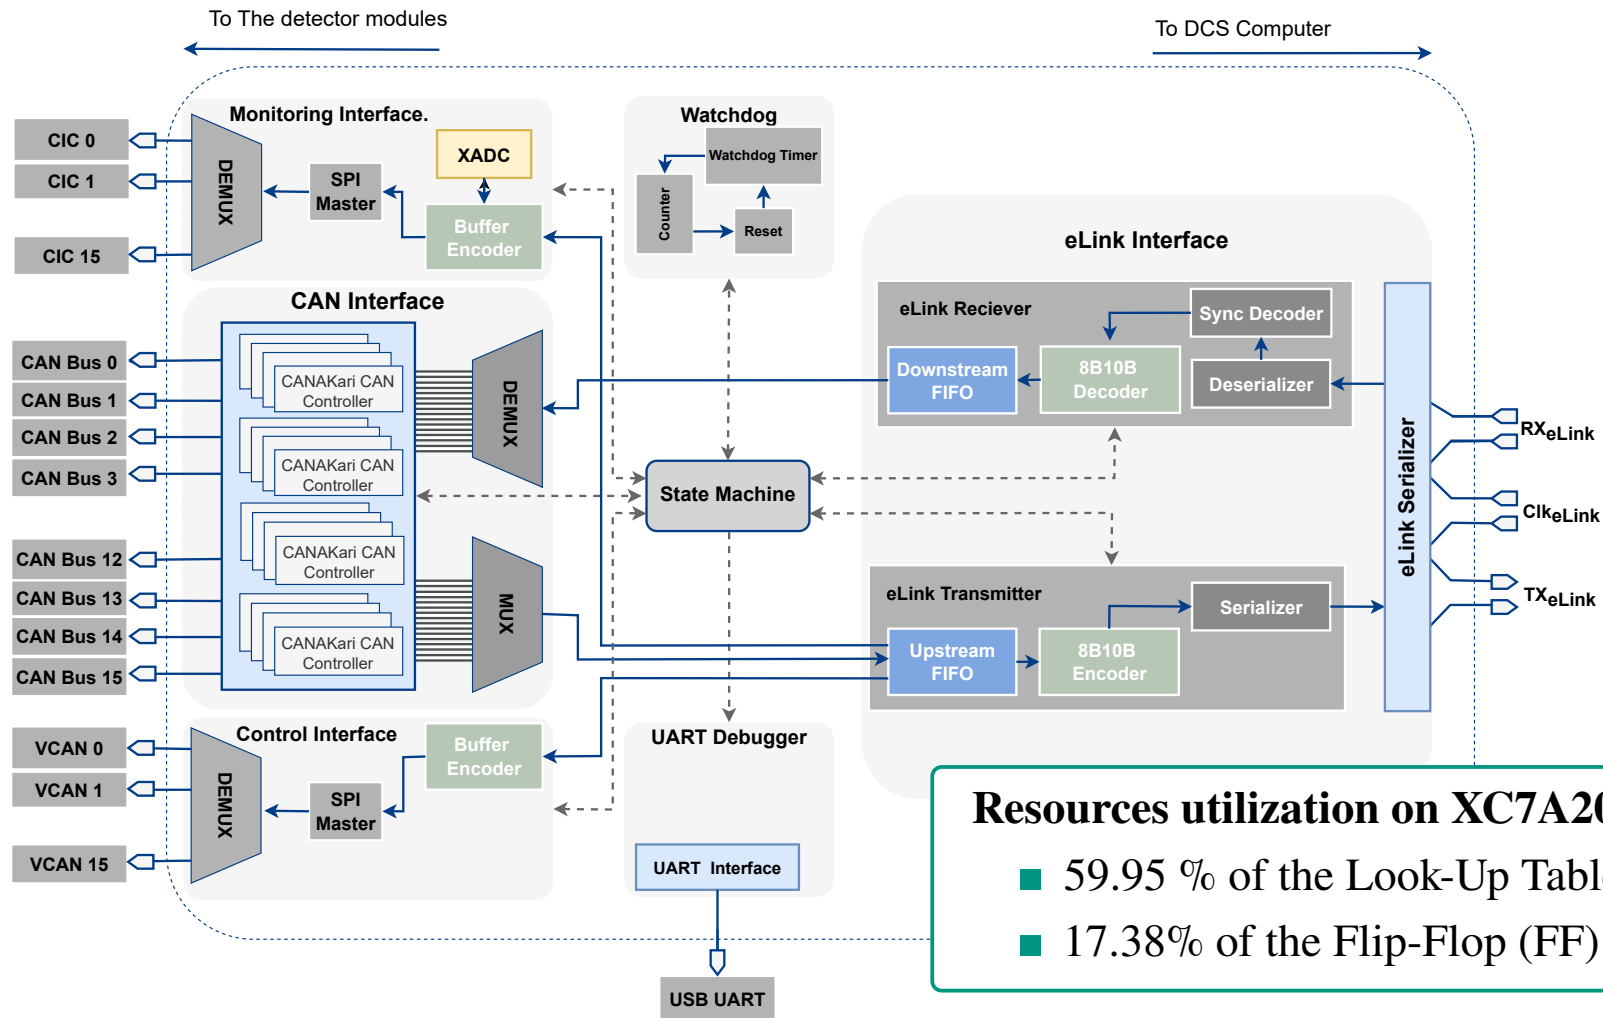 To The detector modules
To DCS Computer
Monitoring Interface.
CIC 0
CIC 1
CIC 15
DEMUX
SPI
Master
XADC
Buffer
Encoder
Watchdog
Watchdog Timer
Counter
Reset
eLink Interface
eLink Reciever
Sync Decoder
Downstream
FIFO
8B10B
Decoder
Deserializer
eLink Serializer
RXeLink
ClkeLink
TXeLink
CAN Interface
CAN Bus 0
CAN Bus 1
CAN Bus 2
CAN Bus 3
CAN Bus 12
CAN Bus 13
CAN Bus 14
CAN Bus 15
CANAKari CAN
Controller
CANAKari CAN
Controller
CANAKari CAN
Controller
CANAKari CAN
Controller
DEMUX
MUX
State Machine
eLink Transmitter
Serializer
Upstream
FIFO
8B10B
Encoder
Control Interface
VCAN 0
VCAN 1
VCAN 15
DEMUX
SPI
Master
Buffer
Encoder
UART Debugger
UART Interface
USB UART
Resources utilization on XC7A20
59.95 % of the Look-Up Table
17.38% of the Flip-Flop (FF)